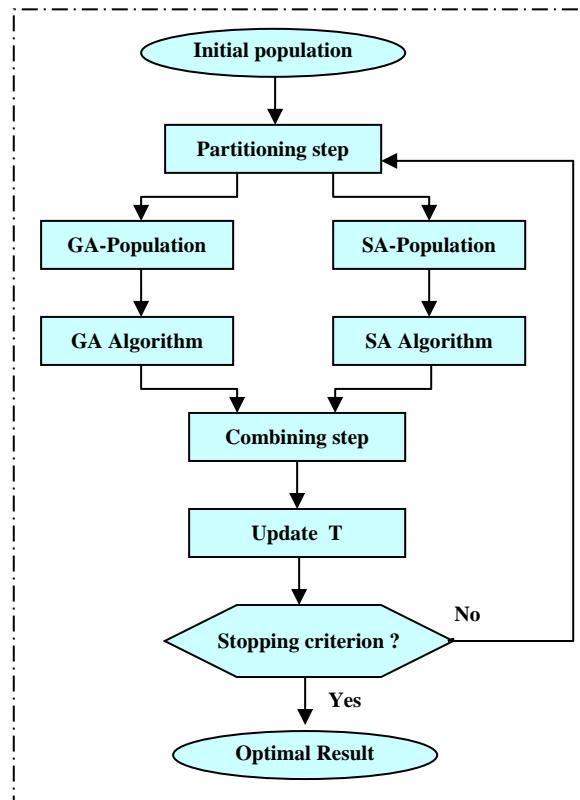 Initial population
Partitioning step
GA-Population
SA-Population
GA Algorithm
SA Algorithm
Combining step
Update T
Stopping criterion ?
No
Yes
Optimal Result